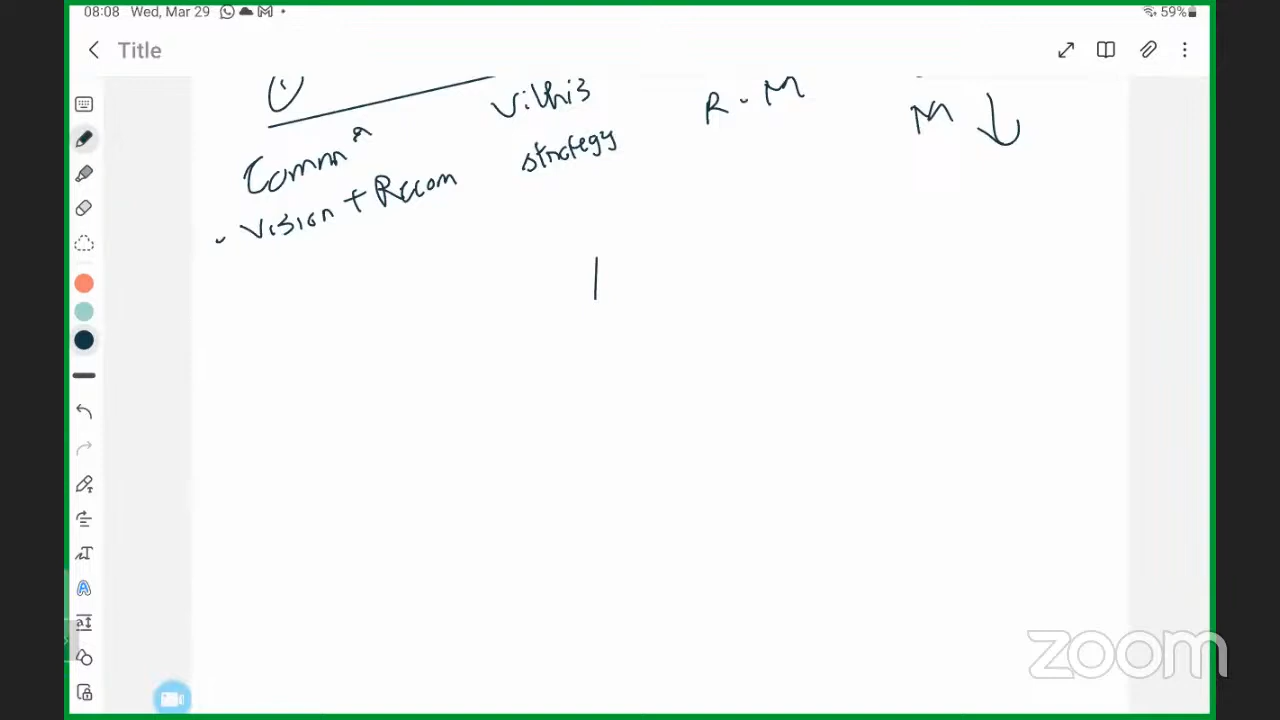 08:08 Wed, Mar 29
59%
Title
Vithis
R. M
M ↓
Comm
strategy
. Vision + Recom
zoom